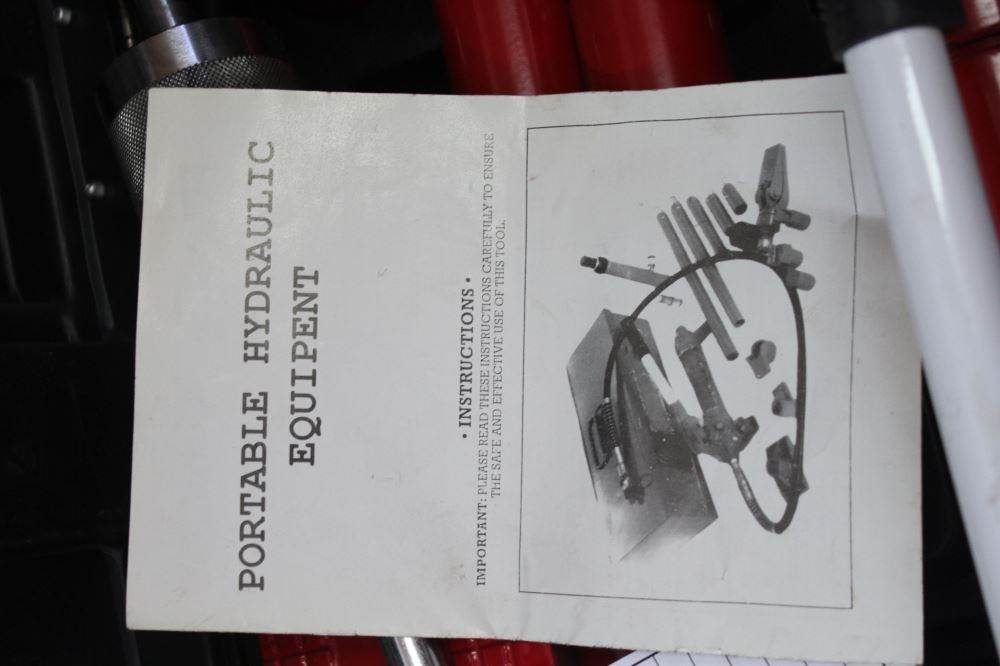 PORTABLE HYDRAULIC
EQUIPENT
• INSTRUCTIONS •
IMPORTANT: PLEASE READ THESE INSTRUCTIONS CAREFULLY TO ENSURE
THE SAFE AND EFFECTIVE USE OF THIS TOOL.